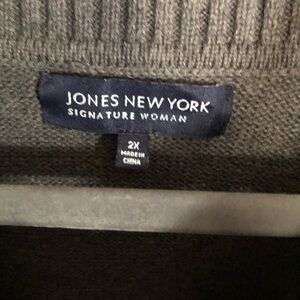 JONES NEW YORK
SIGNATURE WOMAN
2X
MADE IN
CHINA